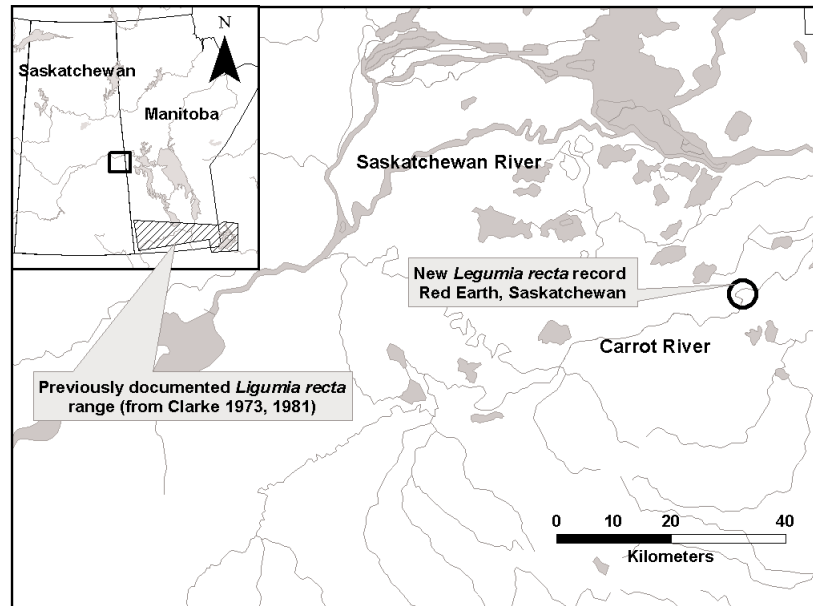 N
Saskatchewan
Manitoba
Saskatchewan River
New Legumia recta record
Red Earth, Saskatchewan
Carrot River
Previously documented Ligumia recta
range (from Clarke 1973, 1981)
0 10 20 40
Kilometers